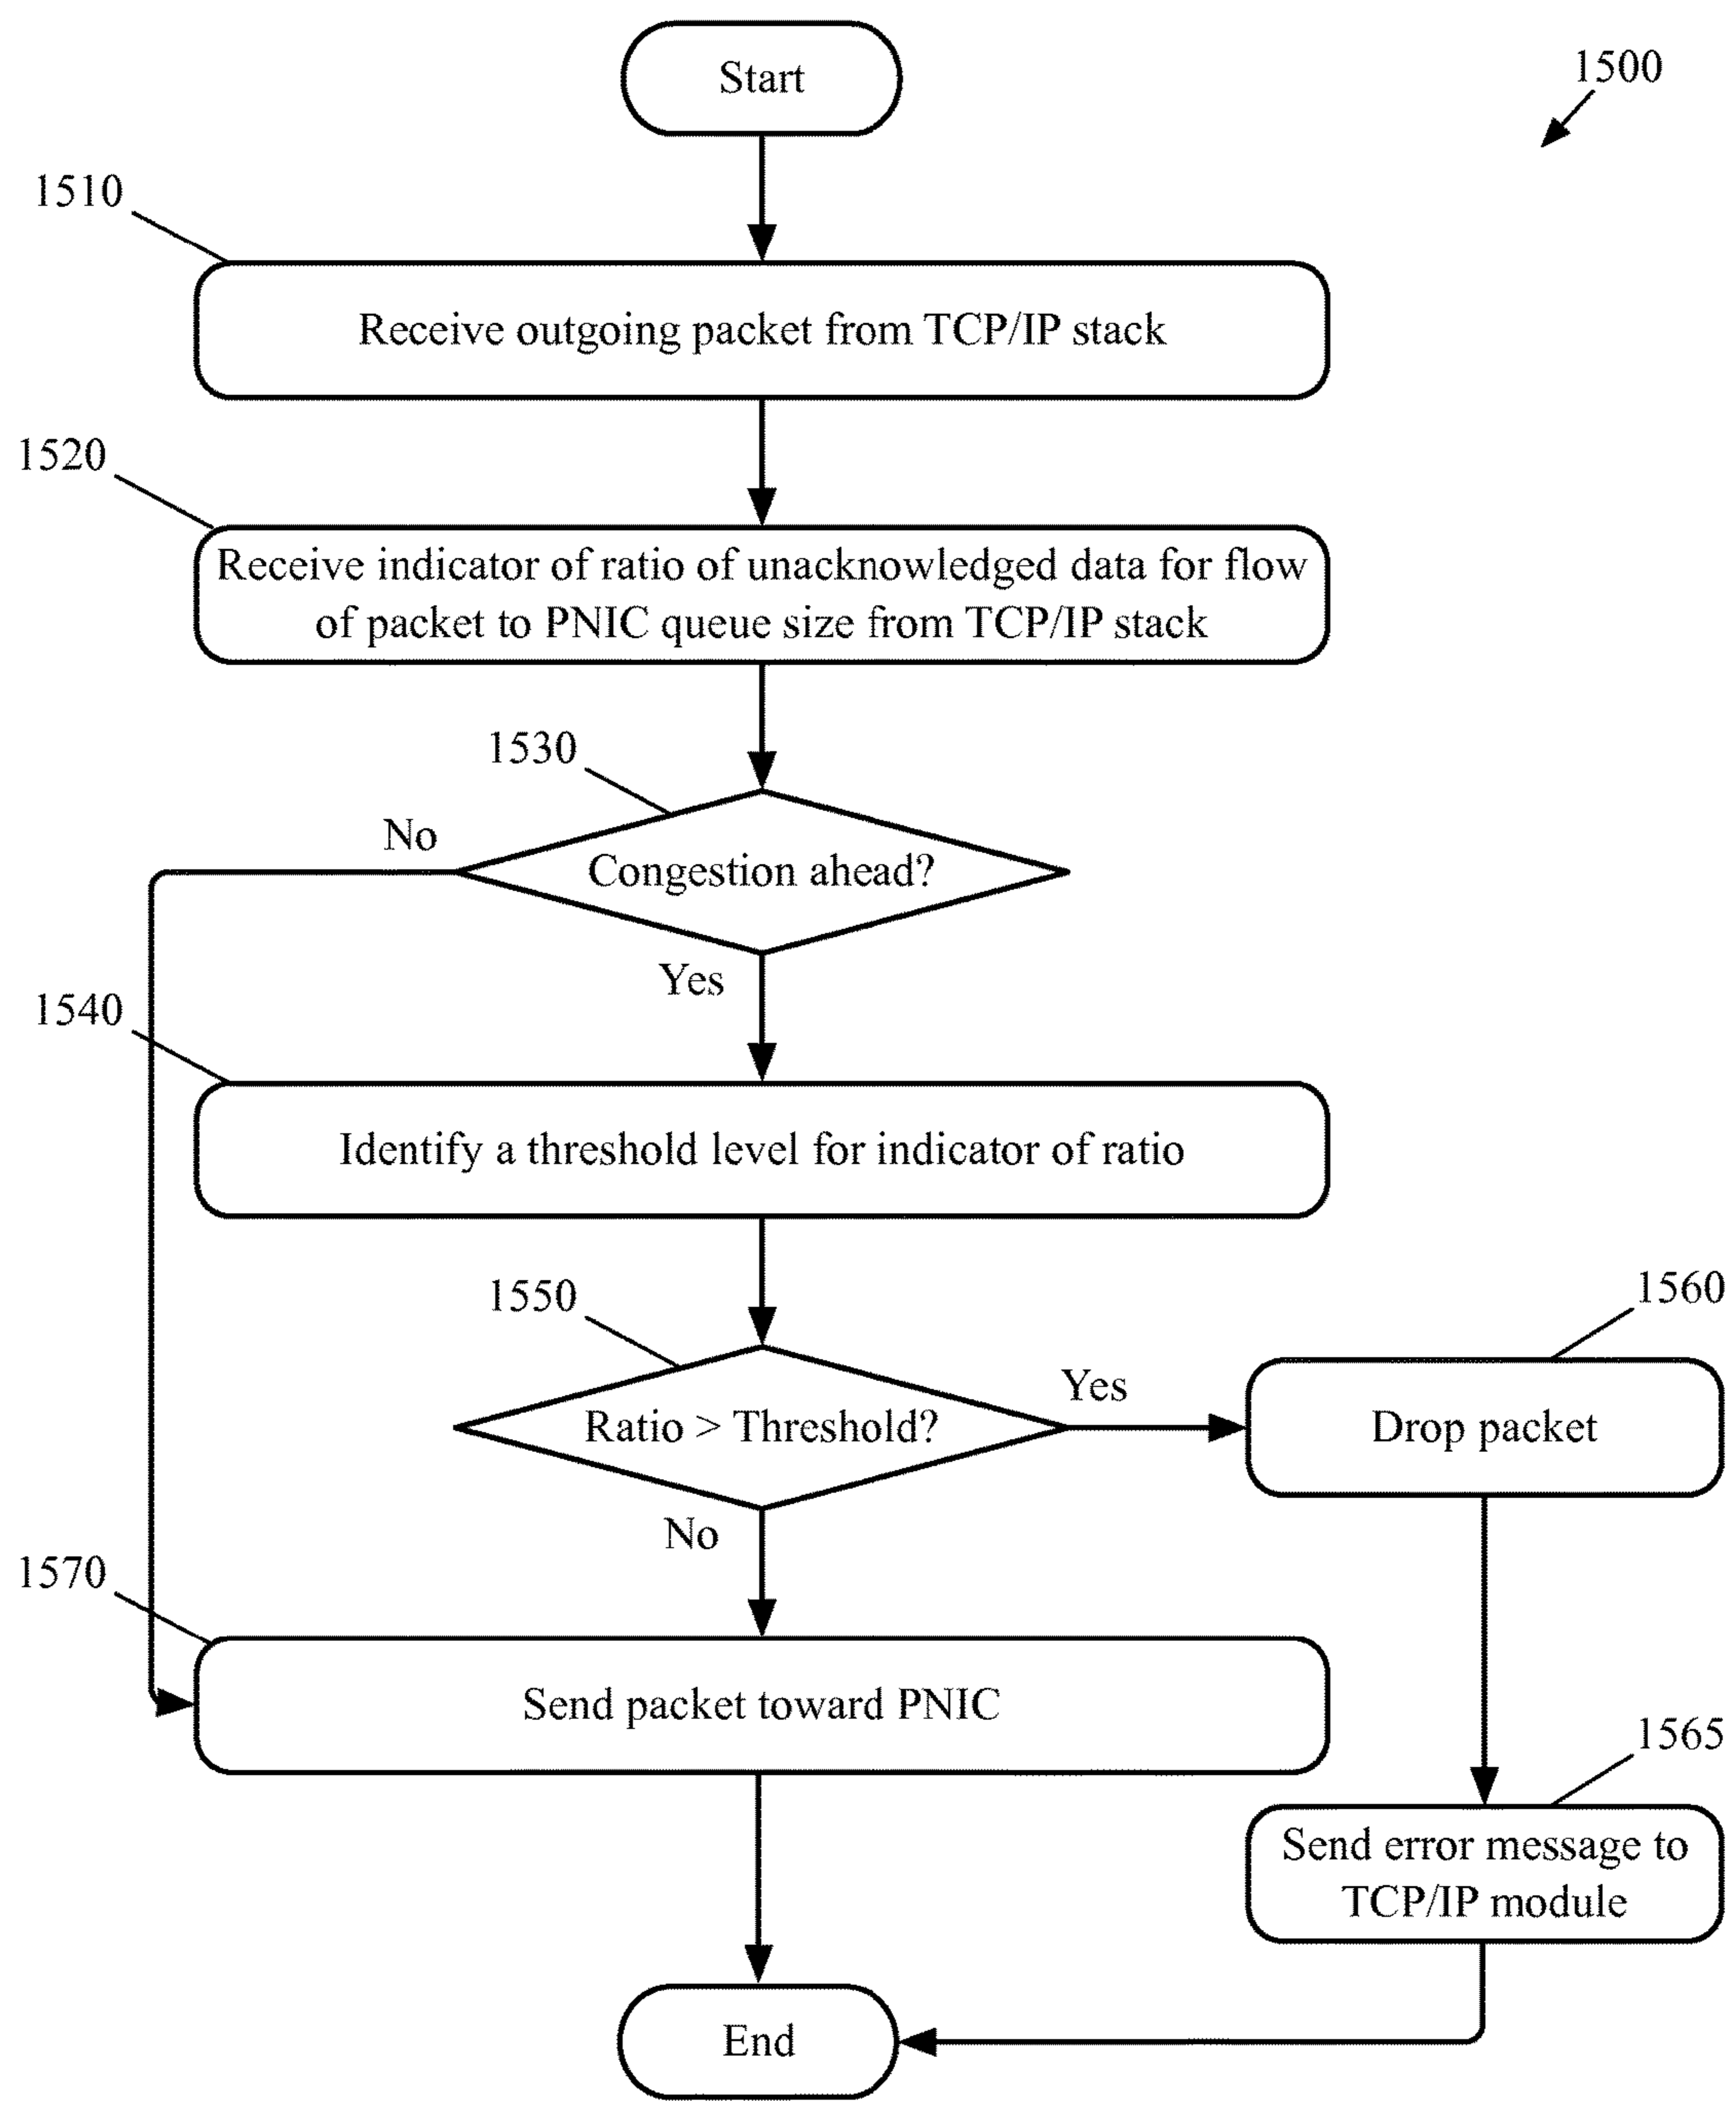 Start
1500
1510
Receive outgoing packet from TCP/IP stack
1520
Receive indicator of ratio of unacknowledged data for flow
of packet to PNIC queue size from TCP/IP stack
1530
No
Congestion ahead?
Yes
1540
Identify a threshold level for indicator of ratio
1550
1560
Ratio > Threshold?
Yes
Drop packet
No
1570
Send packet toward PNIC
1565
Send error message to
TCP/IP module
End